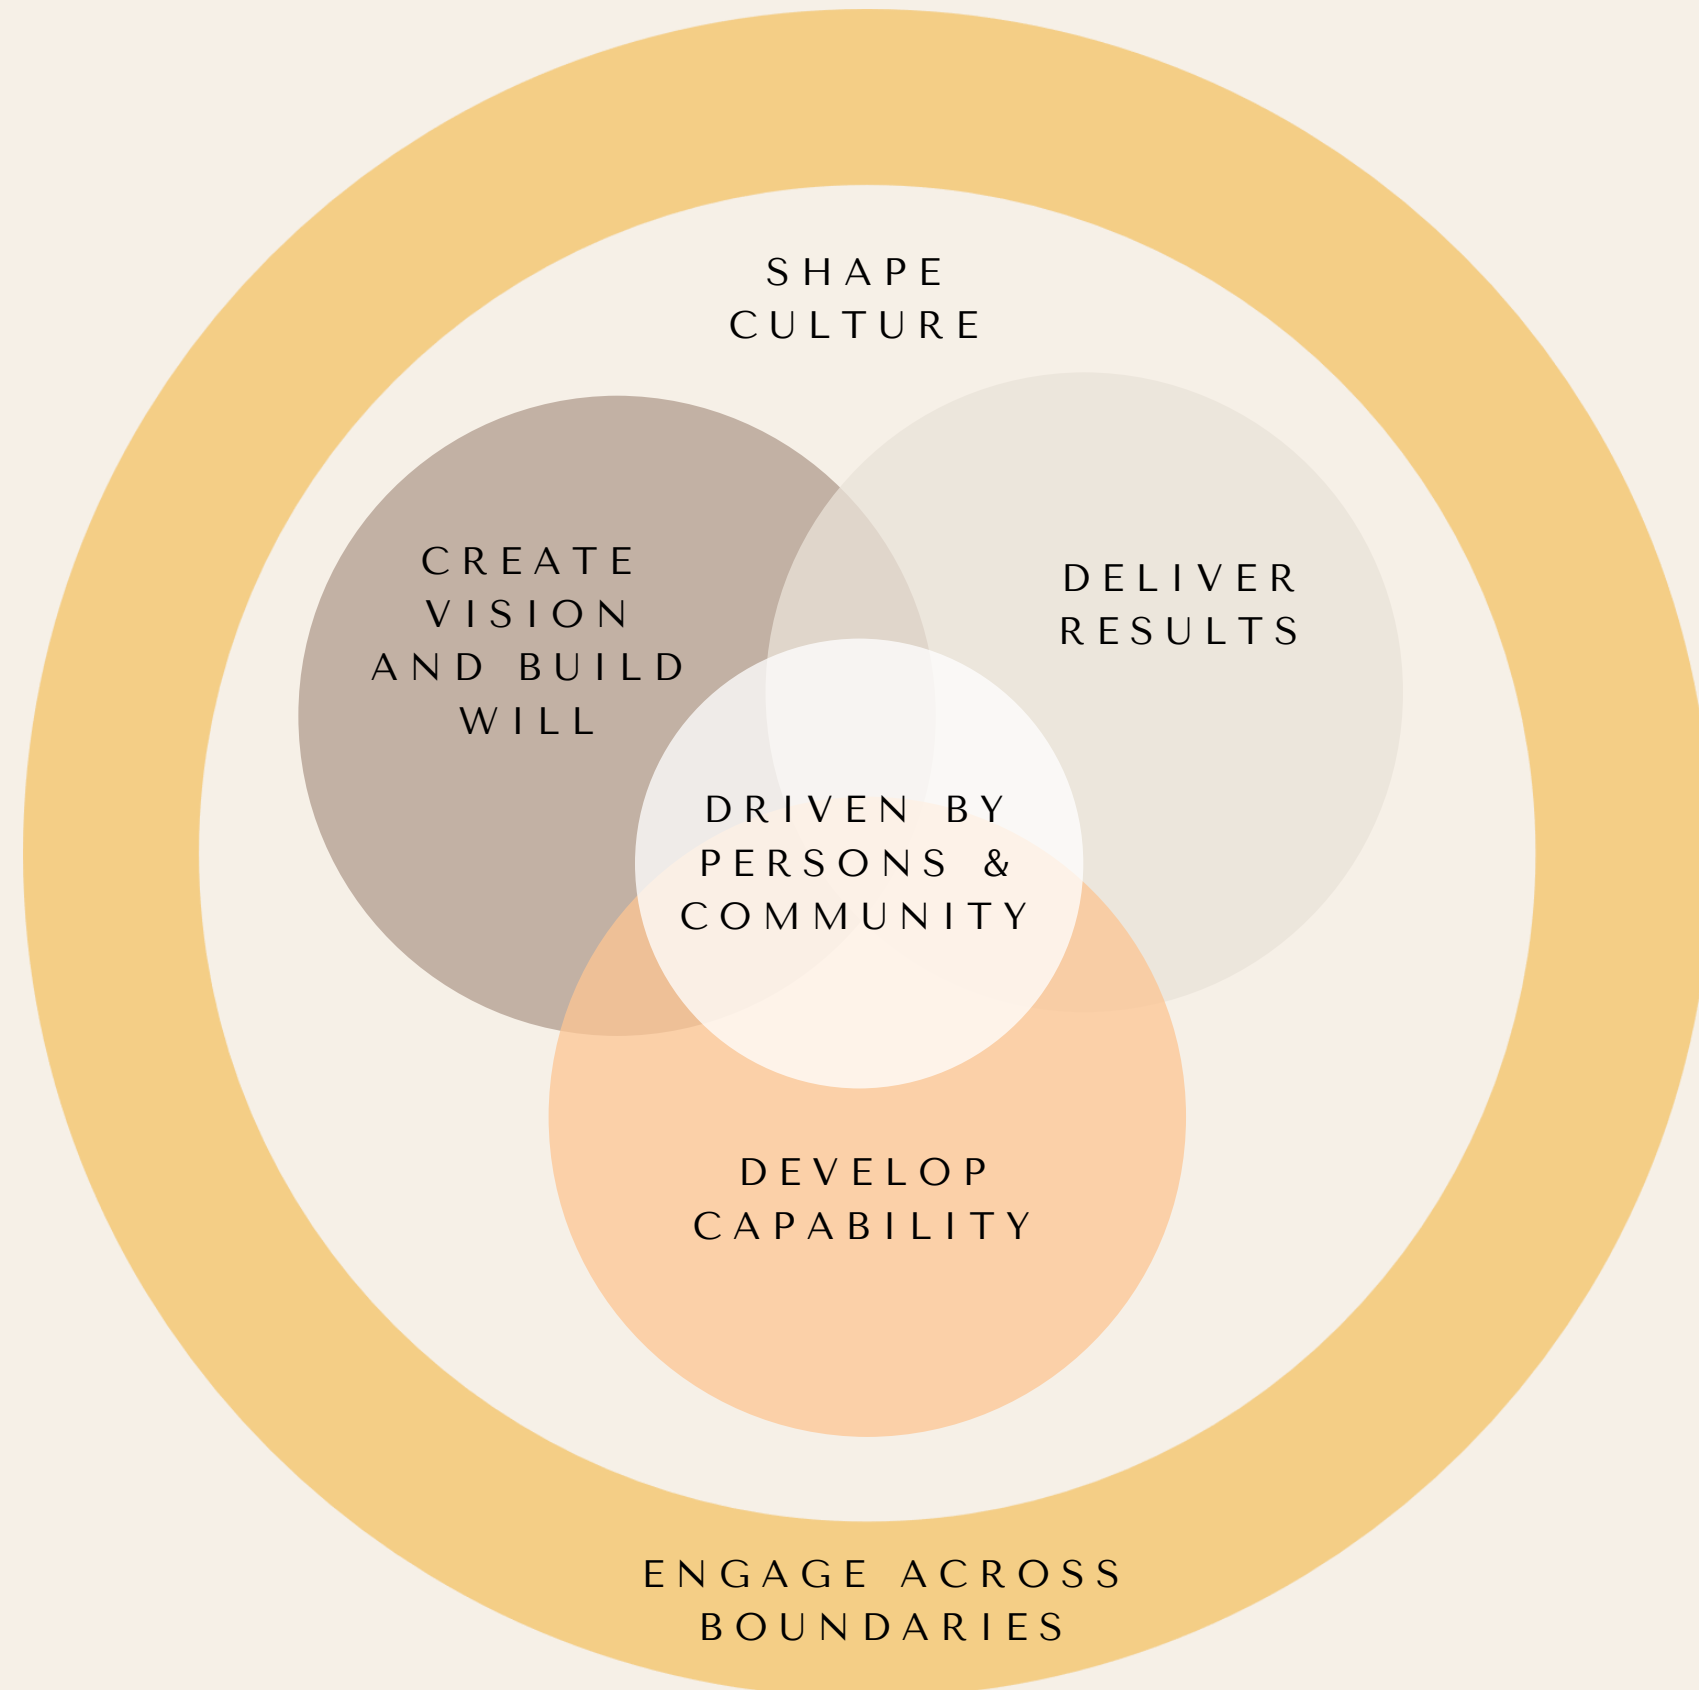 SHAPE
CULTURE
CREATE
VISION
AND BUILD
WILL
DELIVER
RESULTS
DRIVEN BY
PERSONS &
COMMUNITY
DEVELOP
CAPABILITY
ENGAGE ACROSS
BOUNDARIES